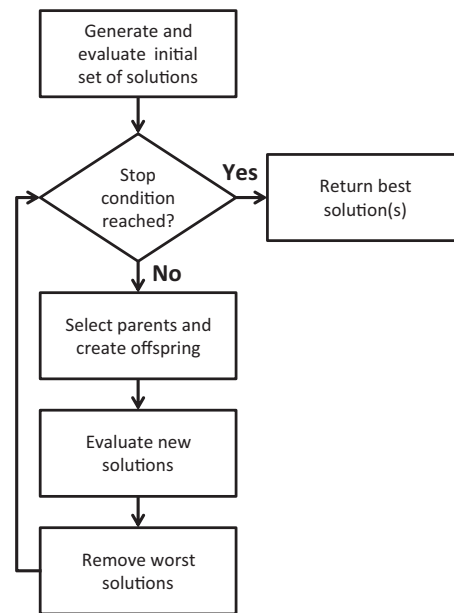 Generate and
evaluate initial
set of solutions
Stop
condition
reached?
Yes
Return best
solution(s)
No
Select parents and
create offspring
Evaluate new
solutions
Remove worst
solutions